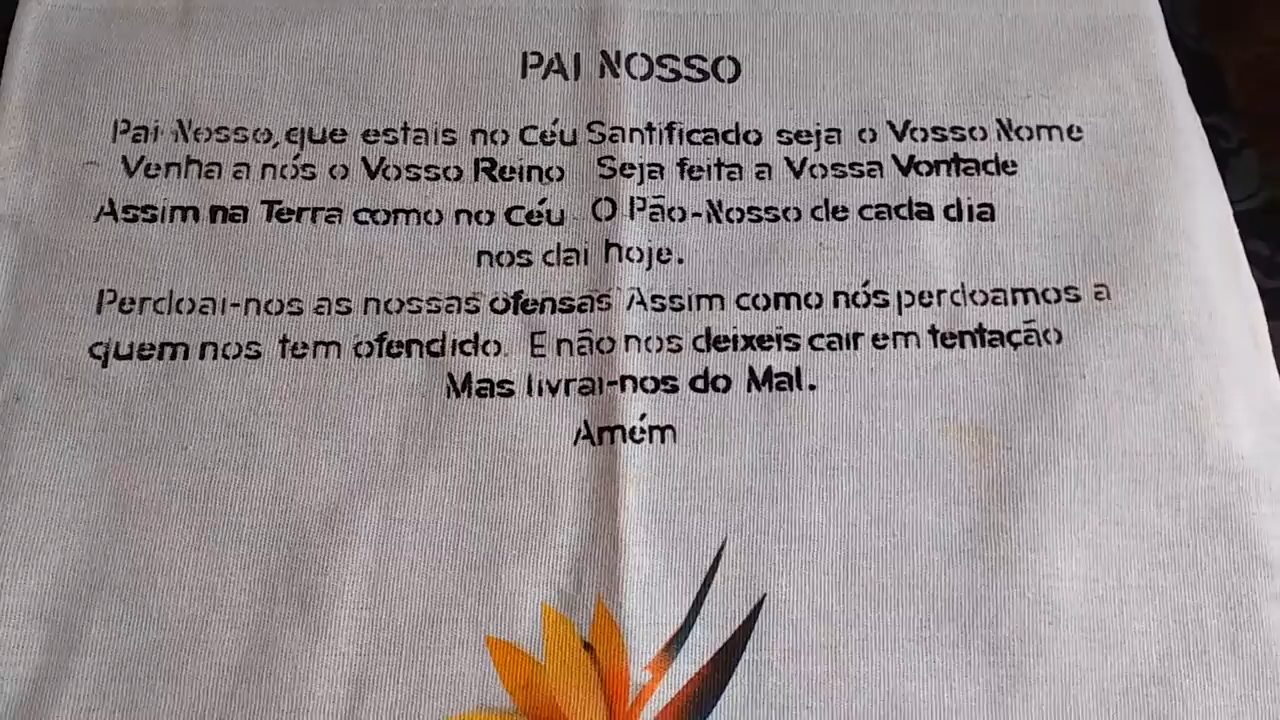 PAI NOSSO
Pai Nosso, que estais no Céu Santificado seja o Vosso Nome
Venha a nós o Vosso Reino Seja feita a Vossa Vontade
Assim na Terra como no Céu. O Pão-Nosso de cada dia
nos dai hoje.
Perdoai-nos as nossas ofensas Assim como nós perdoamos a
quem nos tem ofendido. E não nos deixeis cair em tentação
Mas livrai-nos do Mal.
Amém